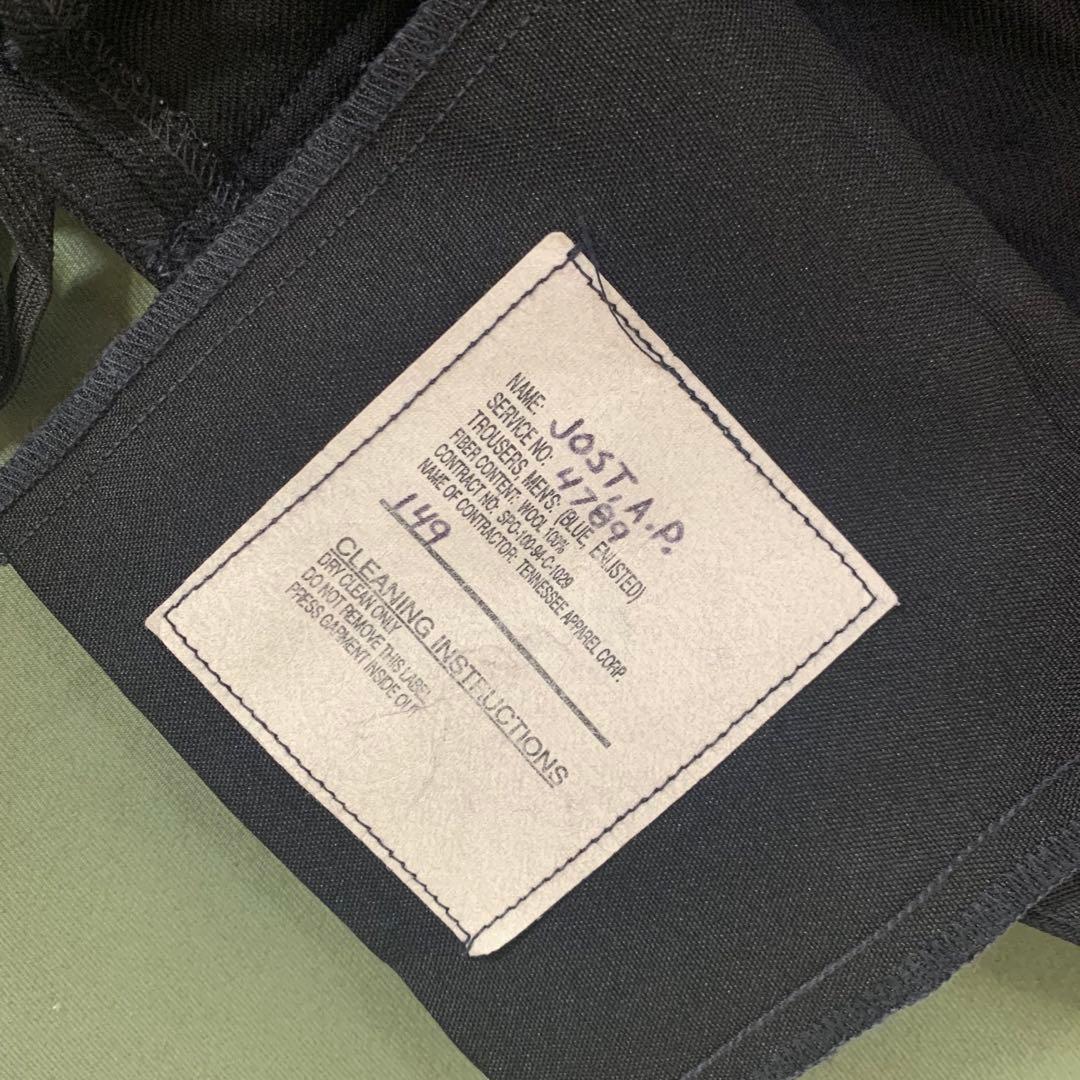 NAME: JOST, A.P.
SERVICE NO: 4789
TROUSERS, MEN'S: (BLUE, ENLISTED)
FIBER CONTENT: WOOL 100%
CONTRACT NO: SPO-100-94-C-1029
NAME OF CONTRACTOR: TENNESSEE APPAREL CORP.
149
CLEANING INSTRUCTIONS
DRY CLEAN ONLY
DO NOT REMOVE THIS LABEL
PRESS GARMENT INSIDE OUT